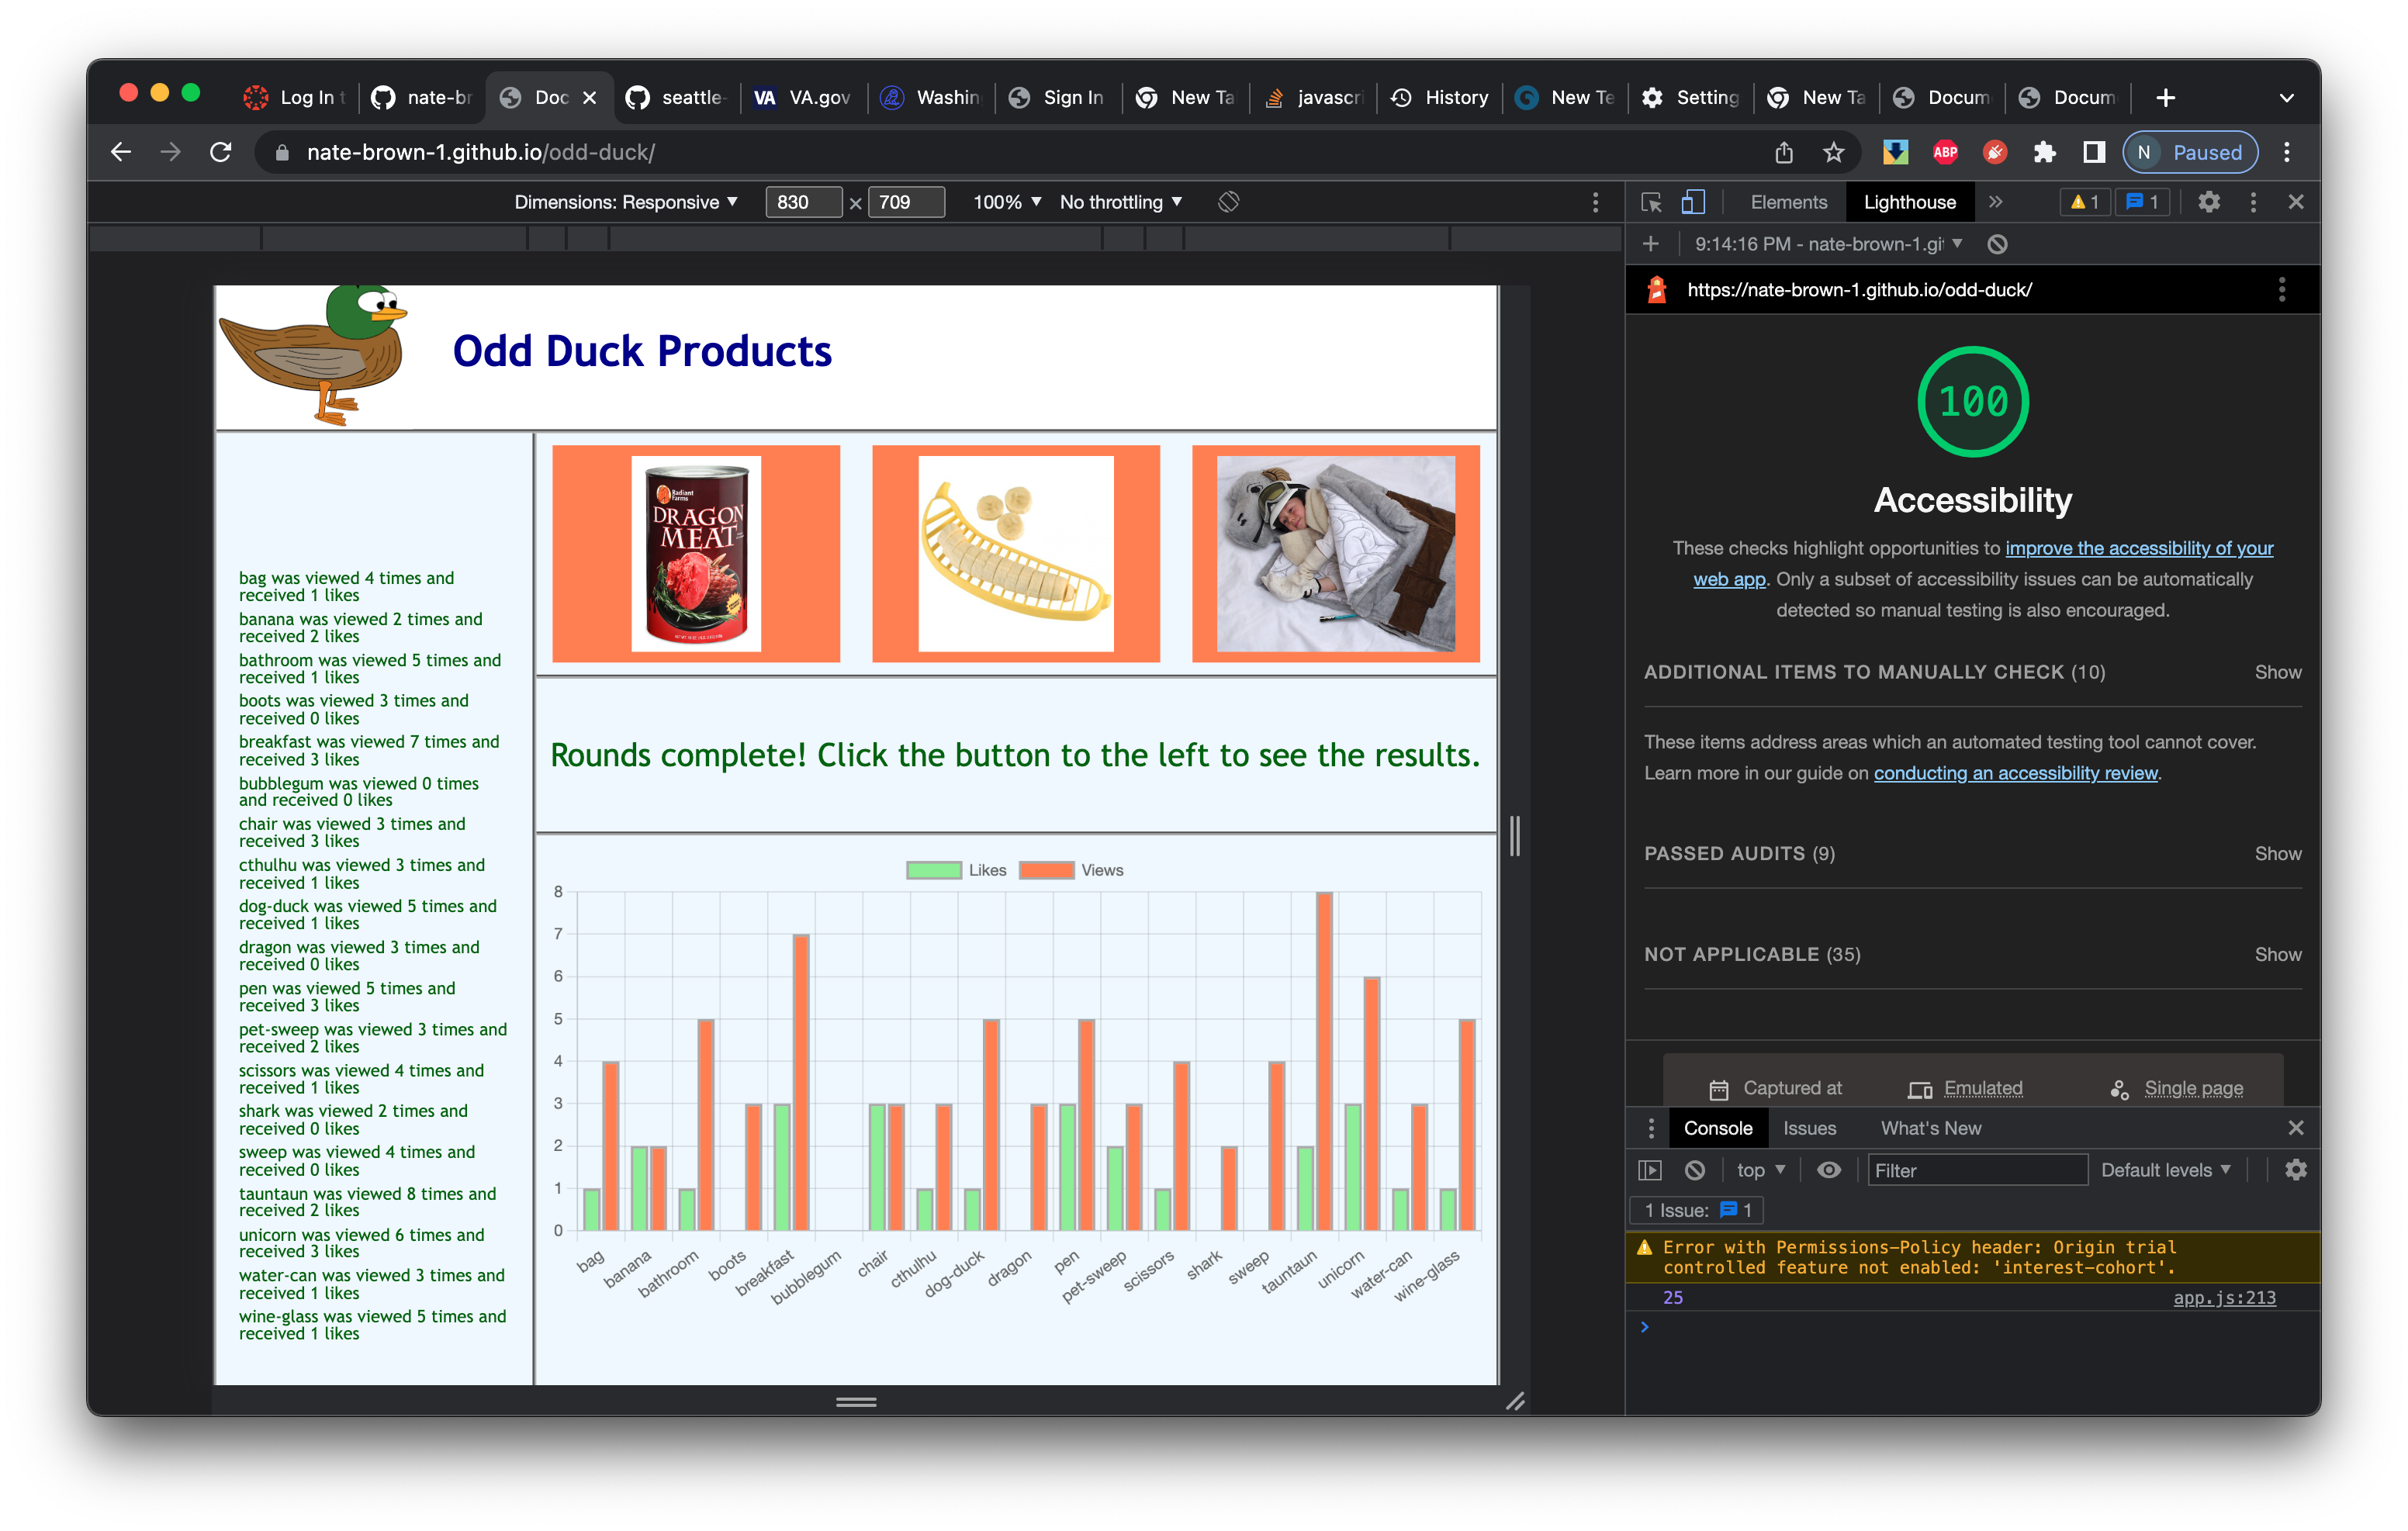 Log In t
nate-br
Doc
seattle-
VA VA.gov
Washin
Sign In
New Ta
javascri
History
New Te
Setting
New Ta
Docum
Docum
nate-brown-1.github.io/odd-duck/
ABP
N Paused
Dimensions: Responsive 830 × 709 100% No throttling
Elements Lighthouse 1 1
9:14:16 PM - nate-brown-1.git
https://nate-brown-1.github.io/odd-duck/
Odd Duck Products
Radiant
Farms
DRAGON
MEAT
bag was viewed 4 times and
received 1 likes
banana was viewed 2 times and
received 2 likes
bathroom was viewed 5 times and
received 1 likes
boots was viewed 3 times and
received 0 likes
breakfast was viewed 7 times and
received 3 likes
bubblegum was viewed 0 times
and received 0 likes
chair was viewed 3 times and
received 3 likes
cthulhu was viewed 3 times and
received 1 likes
dog-duck was viewed 5 times and
received 1 likes
dragon was viewed 3 times and
received 0 likes
pen was viewed 5 times and
received 3 likes
pet-sweep was viewed 3 times and
received 2 likes
scissors was viewed 4 times and
received 1 likes
shark was viewed 2 times and
received 0 likes
sweep was viewed 4 times and
received 0 likes
tauntaun was viewed 8 times and
received 2 likes
unicorn was viewed 6 times and
received 3 likes
water-can was viewed 3 times and
received 1 likes
wine-glass was viewed 5 times and
received 1 likes
Rounds complete! Click the button to the left to see the results.
Likes Views
8
7
6
5
4
3
2
1
0
bag
banana
bathroom
boots
breakfast
bubblegum
chair
cthulhu
dog-duck
dragon
pen
pet-sweep
scissors
shark
sweep
tauntaun
unicorn
water-can
wine-glass
100
Accessibility
These checks highlight opportunities to improve the accessibility of your
web app. Only a subset of accessibility issues can be automatically
detected so manual testing is also encouraged.
ADDITIONAL ITEMS TO MANUALLY CHECK (10) Show
These items address areas which an automated testing tool cannot cover.
Learn more in our guide on conducting an accessibility review.
PASSED AUDITS (9) Show
NOT APPLICABLE (35) Show
Captured at Emulated Single page
Console Issues What's New
top Filter Default levels
1 Issue: 1
Error with Permissions-Policy header: Origin trial
controlled feature not enabled: 'interest-cohort'.
25 app.js:213